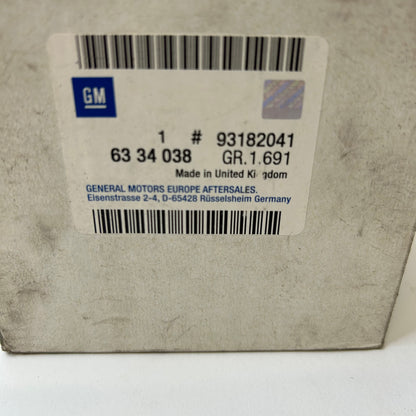 GM
1 # 93182041
63 34 038 GR.1.691
Made in United Kingdom
GENERAL MOTORS EUROPE AFTERSALES.
Eisenstrasse 2-4, D-65428 Rüsselsheim Germany